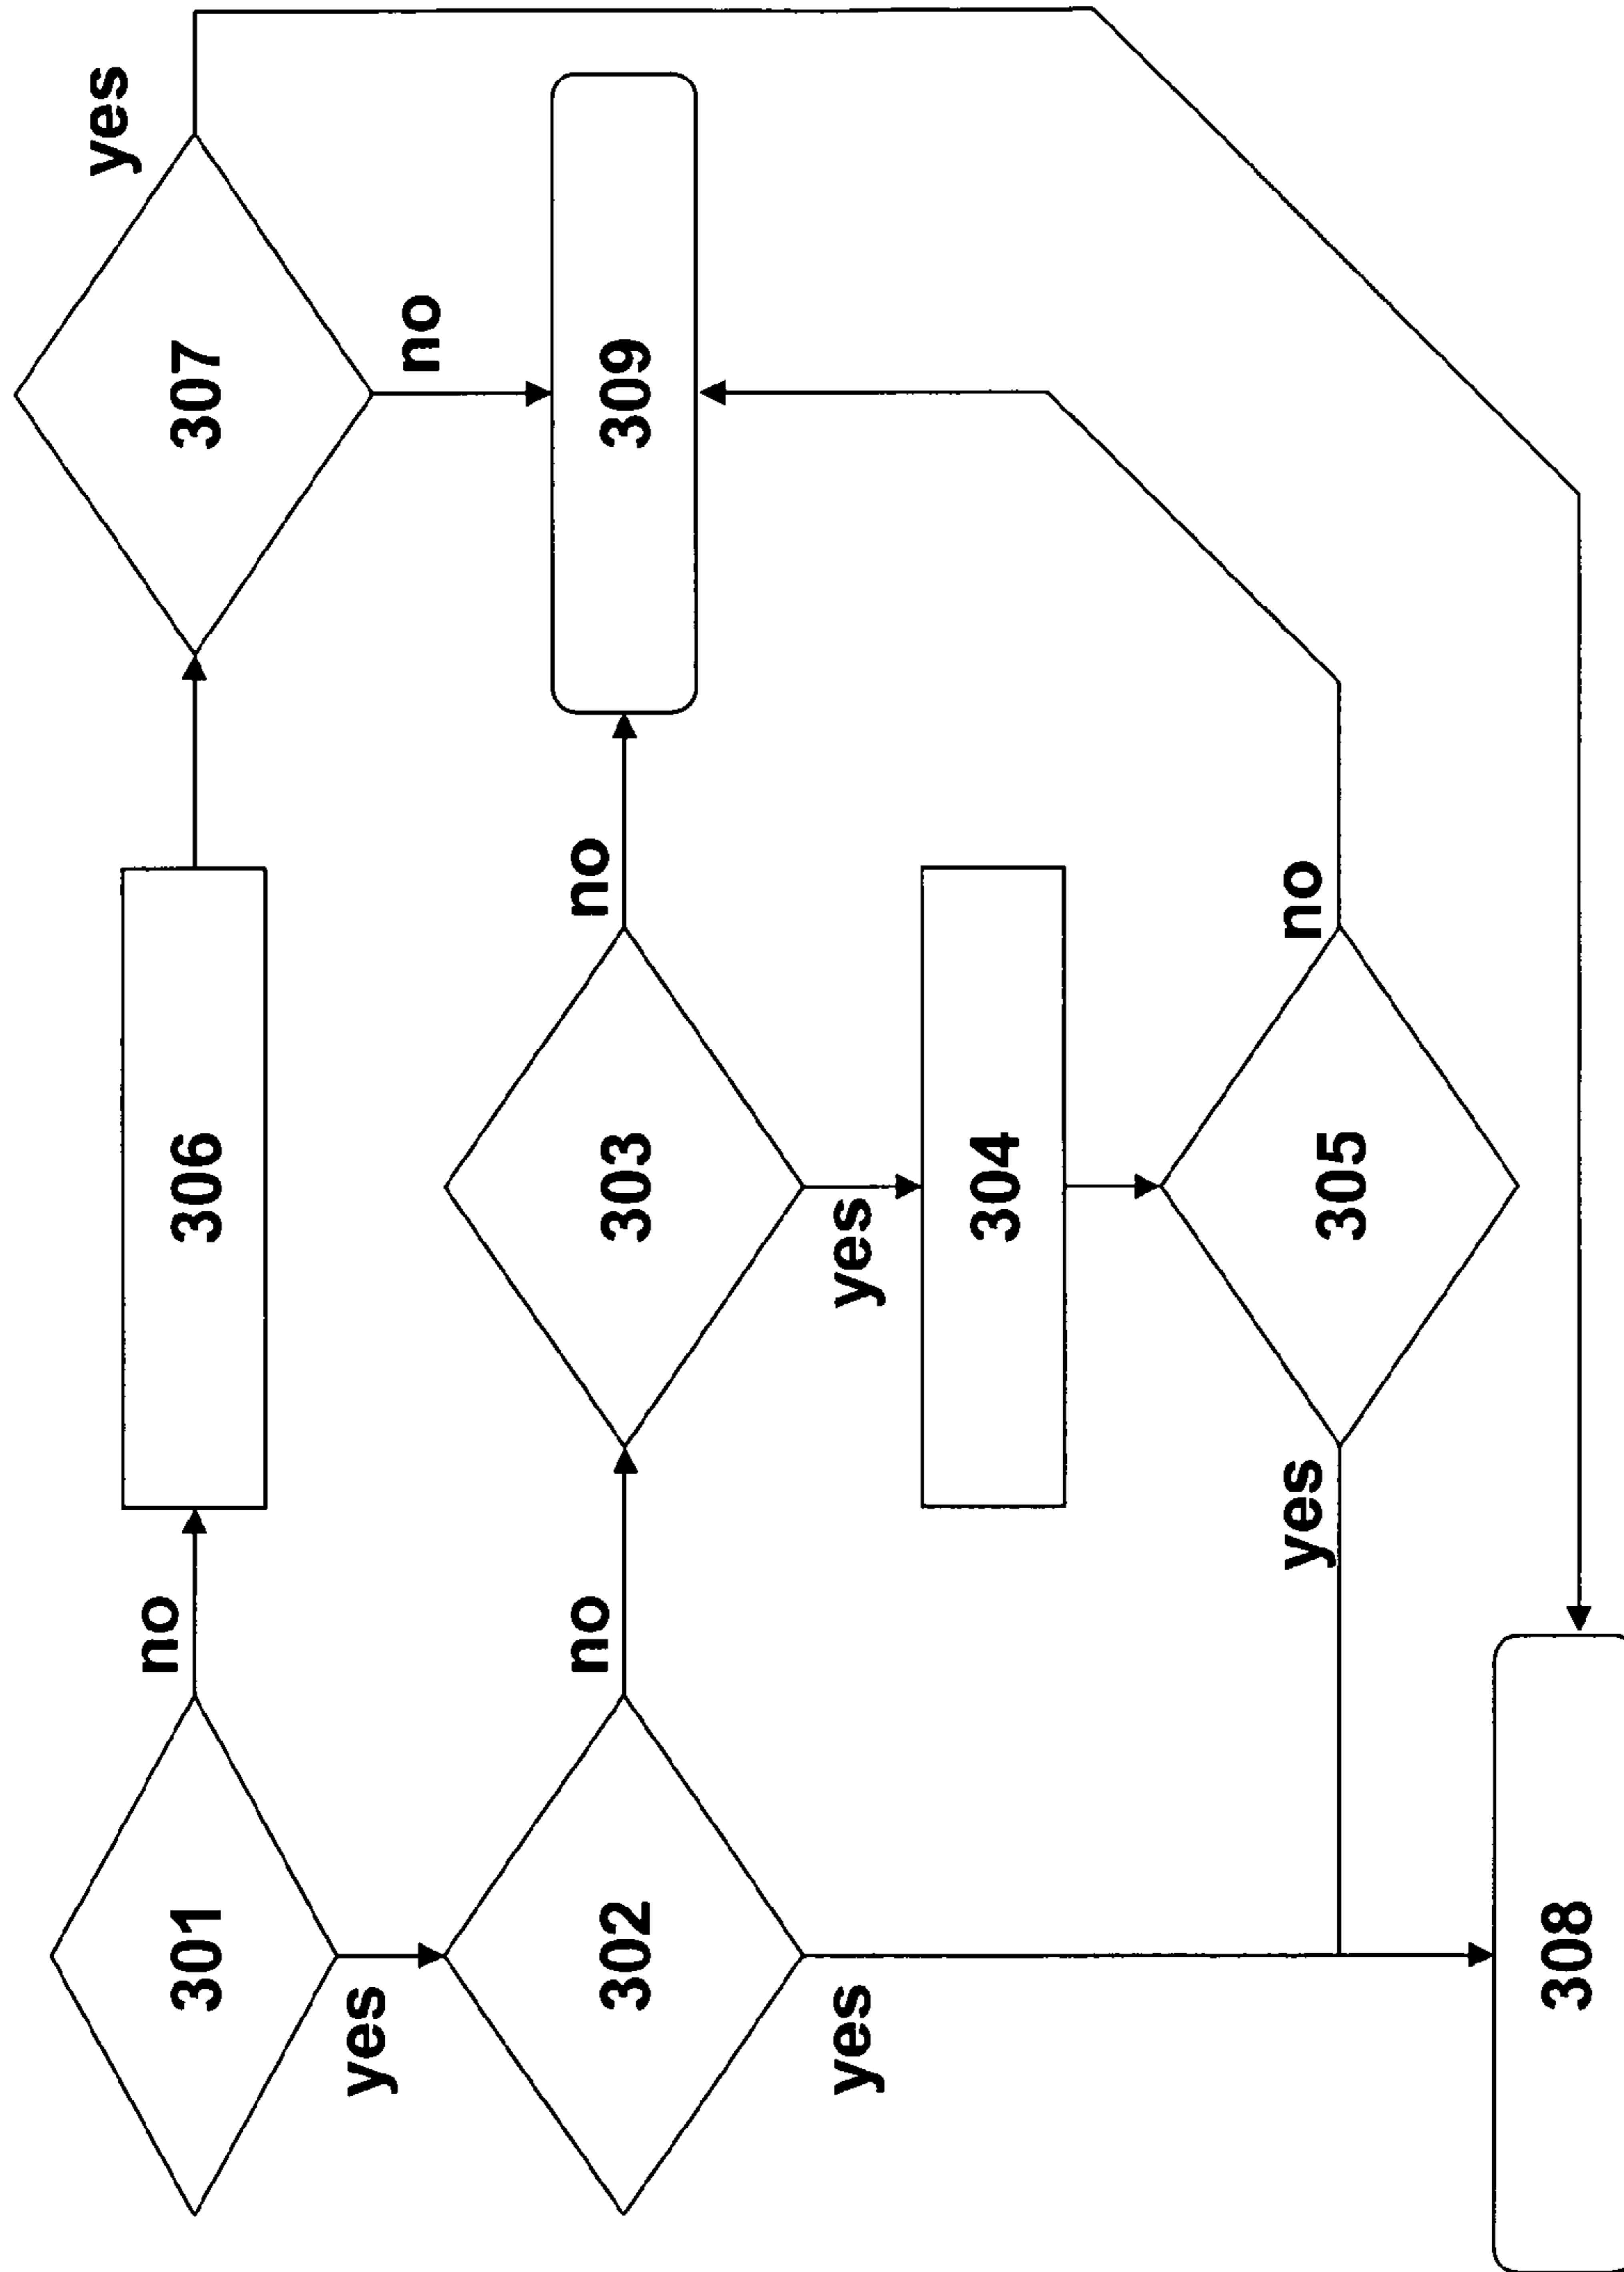 yes
no
301 306 307
yes
no
no no
302 303 309
yes yes
304
yes no
305
308